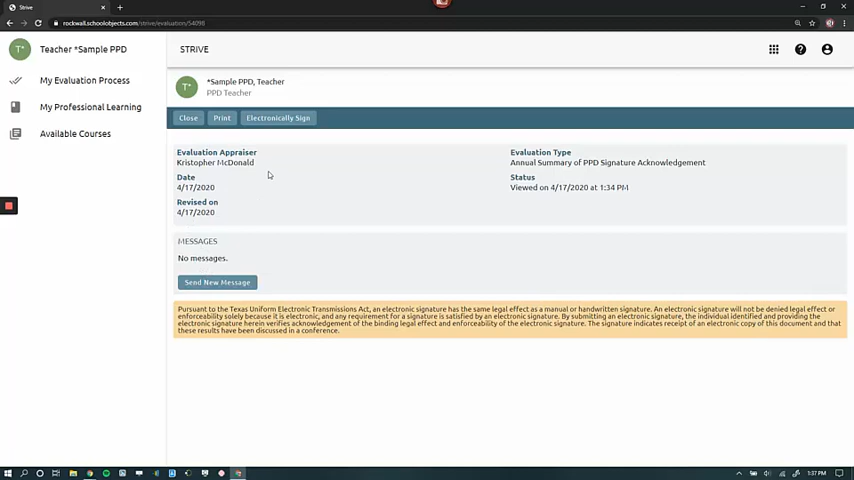 Strive
rockwall.schoolobjects.com/strive/evaluation/54098
T* Teacher *Sample PPD
STRIVE
My Evaluation Process
My Professional Learning
Available Courses
T* *Sample PPD, Teacher
PPD Teacher
Close Print Electronically Sign
Evaluation Appraiser
Kristopher McDonald
Date
4/17/2020
Revised on
4/17/2020
Evaluation Type
Annual Summary of PPD Signature Acknowledgement
Status
Viewed on 4/17/2020 at 1:34 PM
MESSAGES
No messages.
Send New Message
Pursuant to the Texas Uniform Electronic Transmissions Act, an electronic signature has the same legal effect as a manual or handwritten signature. An electronic signature will not be denied legal effect or
enforceability solely because it is electronic, and any requirement for a signature is satisfied by an electronic signature. By submitting an electronic signature, the individual identified and providing the
electronic signature herein verifies acknowledgement of the binding legal effect and enforceability of the electronic signature. The signature indicates receipt of an electronic copy of this document and that
these results have been discussed in a conference.
1:37 PM